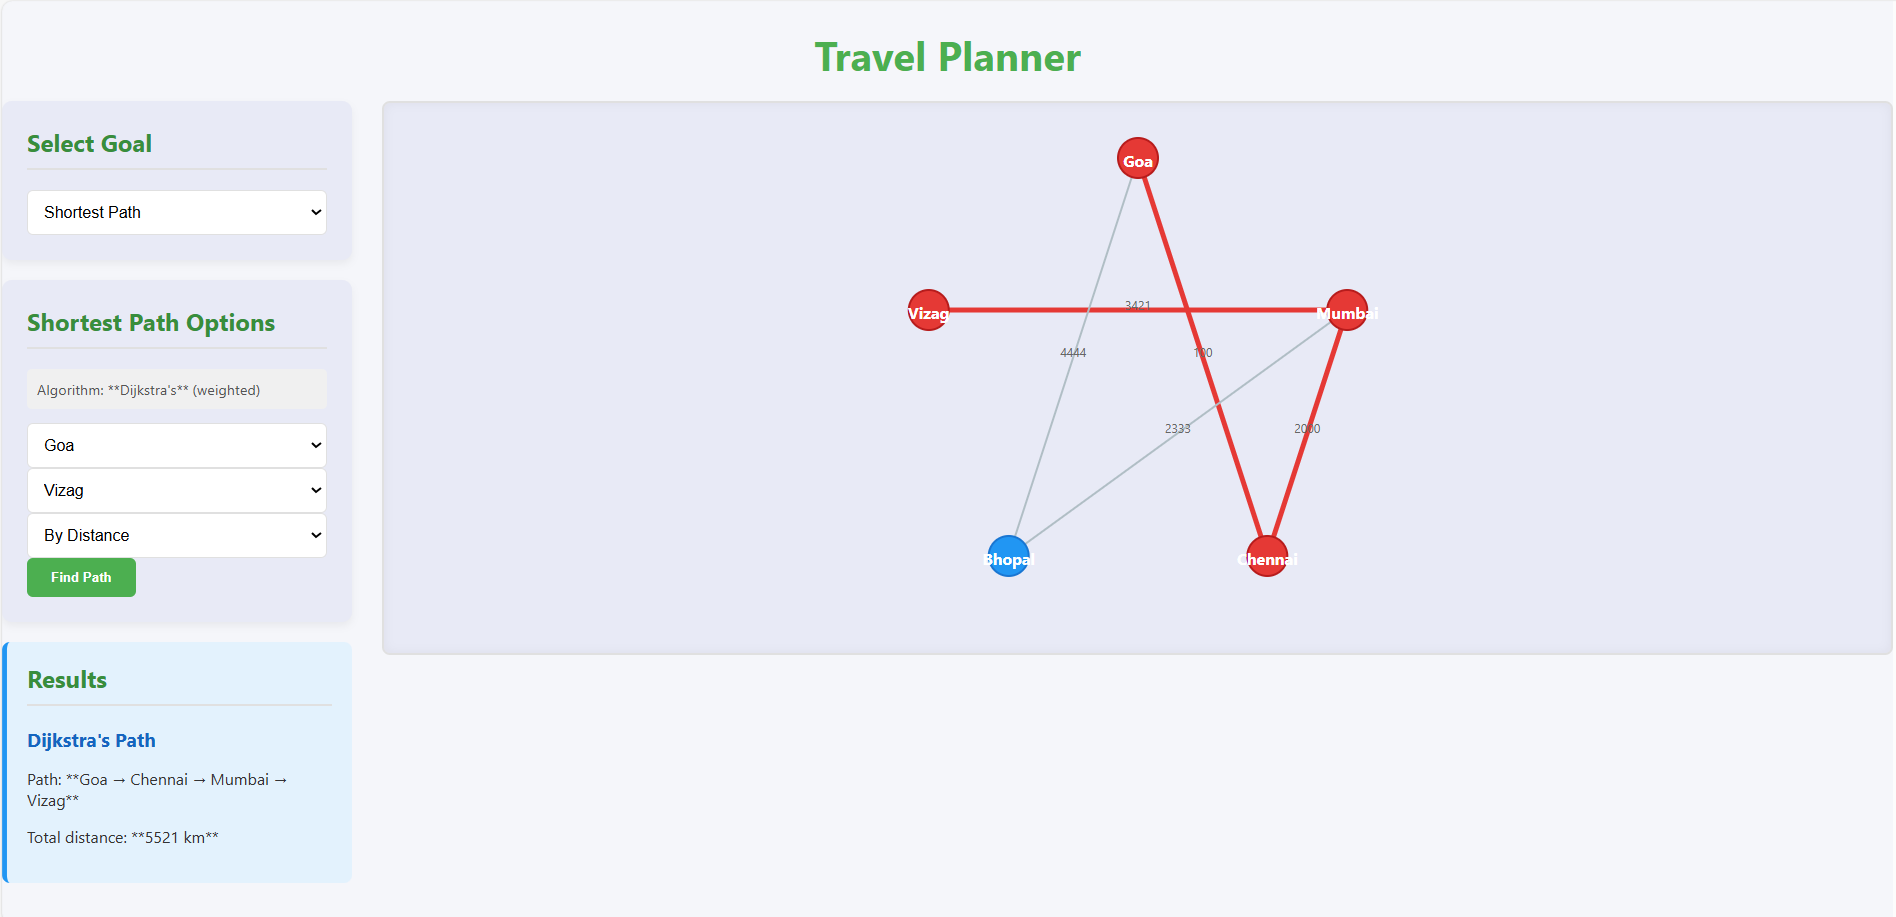 Travel Planner
Select Goal
Shortest Path
Shortest Path Options
Algorithm: **Dijkstra's** (weighted)
Goa
Vizag
By Distance
Find Path
Results
Dijkstra's Path
Path: **Goa → Chennai → Mumbai →
Vizag**
Total distance: **5521 km**
Goa
Vizag
3421
Mumbai
4444
100
2333
2000
Bhopal
Chennai